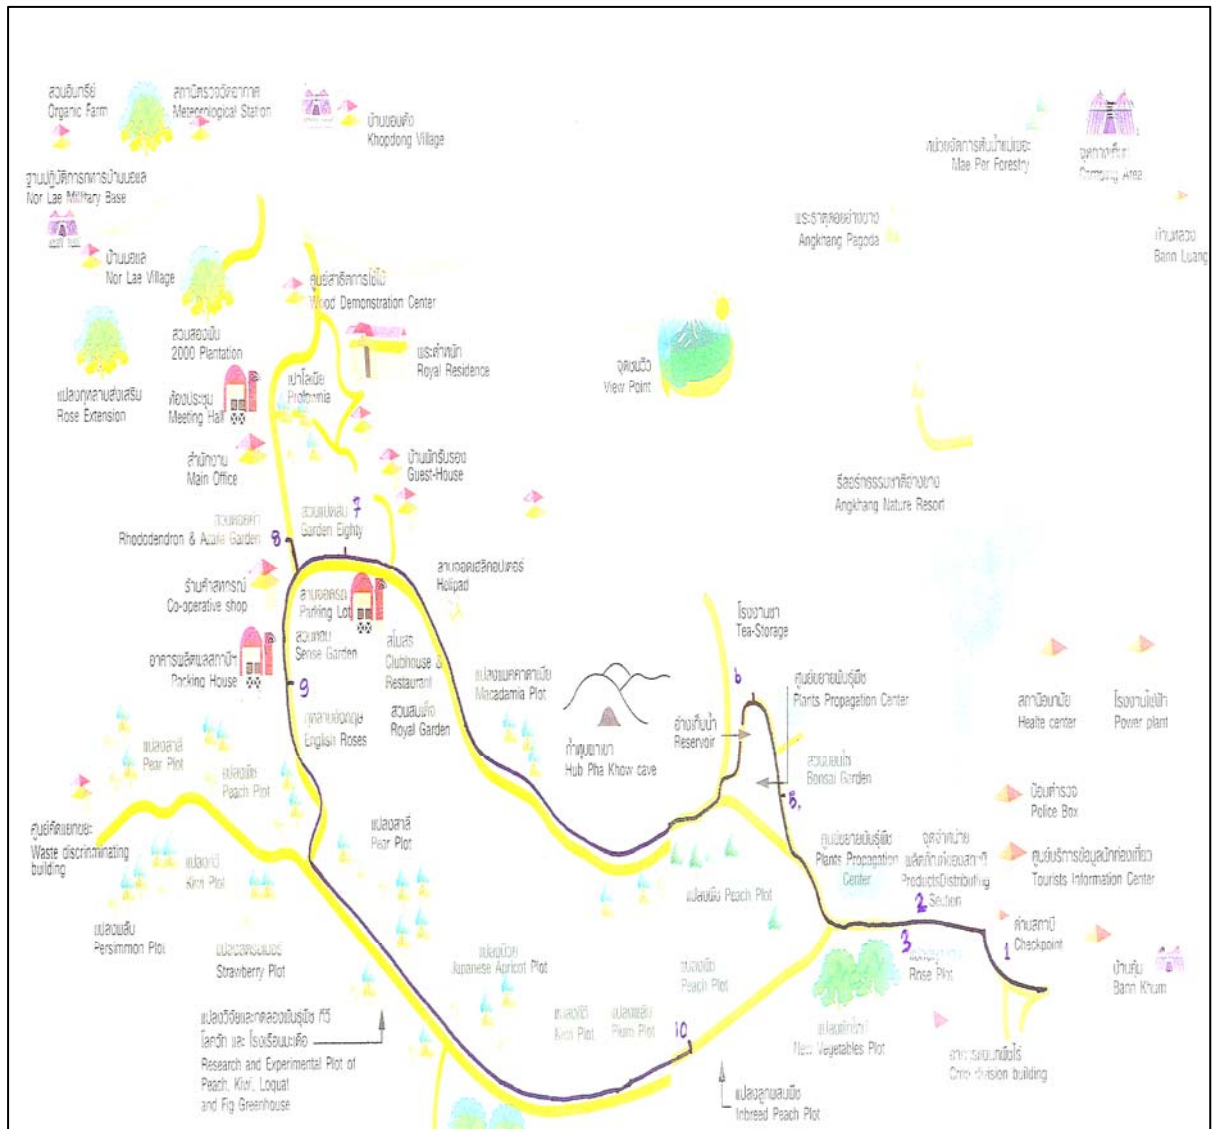 สวนอินทรีย์
Organic Farm
สถานีตรวจวัดอากาศ
Meteorological Station
บ้านขอบด้ง
Khopdong Village
หน่วยจัดการต้นน้ำแม่เผอะ
Mae Per Forestry
จุดกางเต็นท์
Camping Area
ฐานปฏิบัติการทหารบ้านนอแล
Nor Lae Military Base
พระธาตุดอยอ่างขาง
Angkhang Pagoda
บ้านหลวง
Bann Luang
บ้านนอแล
Nor Lae Village
ศูนย์สาธิตการใช้ไม้
Wood Demonstration Center
สวนสองพัน
2000 Plantation
พระตำหนัก
Royal Residence
จุดชมวิว
View Point
แปลงกุหลาบส่งเสริม
Rose Extension
ห้องประชุม
Meeting Hall
เปาโลเนีย
สำนักงาน
Main Office
บ้านพักรับรอง
Guest-House
รีสอร์ทธรรมชาติอ่างขาง
Angkhang Nature Resort
สวนแปดสิบ 7
Garden Eighty
สวนหอมคำ
Rhododendron & Azalie Garden 8
ร้านค้าสหกรณ์
Co-operative shop
ลานจอดรถ
Parking Lot
ลานจอดเฮลิคอปเตอร์
Helipad
โรงงานชา
Tea-Storage
อาคารผลิตผลสถานีฯ
Packing House
สวนหอม
Sense Garden
สโมสร
Clubhouse &
Restaurant
แปลงแมคคาดาเมีย
Macadamia Plot
6
ศูนย์ขยายพันธุ์พืช
Plants Propagation Center
สถานีอนามัย
Healte center
โรงงานไฟฟ้า
Power plant
9
กุหลาบอังกฤษ
English Roses
สวนสมเด็จ
Royal Garden
ถ้ำหุบผาขาว
Hub Pha Khow cave
อ่างเก็บน้ำ
Reservoir
สวนบอนไซ
Bonsai Garden
5.
แปลงสาลี่
Pear Plot
แปลงพืช
Peach Plot
ป้อมตำรวจ
Police Box
ศูนย์คัดแยกขยะ
Waste discriminating
building
แปลงกีวี
Kiwi Plot
แปลงสาลี่
Pear Plot
ศูนย์ขยายพันธุ์พืช
Plants Propagation
Center
จุดจำหน่าย
ผลิตภัณฑ์ของสถานี
Products Distributing
2 Section
ศูนย์บริการข้อมูลนักท่องเที่ยว
Tourists Information Center
แปลงพืช Peach Plot
แปลงพลับ
Persimmon Plot
แปลงสตรอเบอรี่
Strawberry Plot
แปลงบ๊วย
Japanese Apricot Plot
แปลงพืช
Peach Plot
3
Rose Plot
ด่านสถานี
Checkpoint
1
บ้านคุ้ม
Bann Khum
แปลงวิจัยและทดลองพันธุ์พืช กีวี
โลควัท และ โรงเรือนมะเดื่อ
Research and Experimental Plot of
Peach, Kiwi, Loquat
and Fig Greenhouse
แปลงกีวี
Kiwi Plot
แปลงพลัม
Plum Plot
10
แปลงผักใหม่
New Vegetables Plot
Crop division building
แปลงลูกผสมพืช
Inbreed Peach Plot